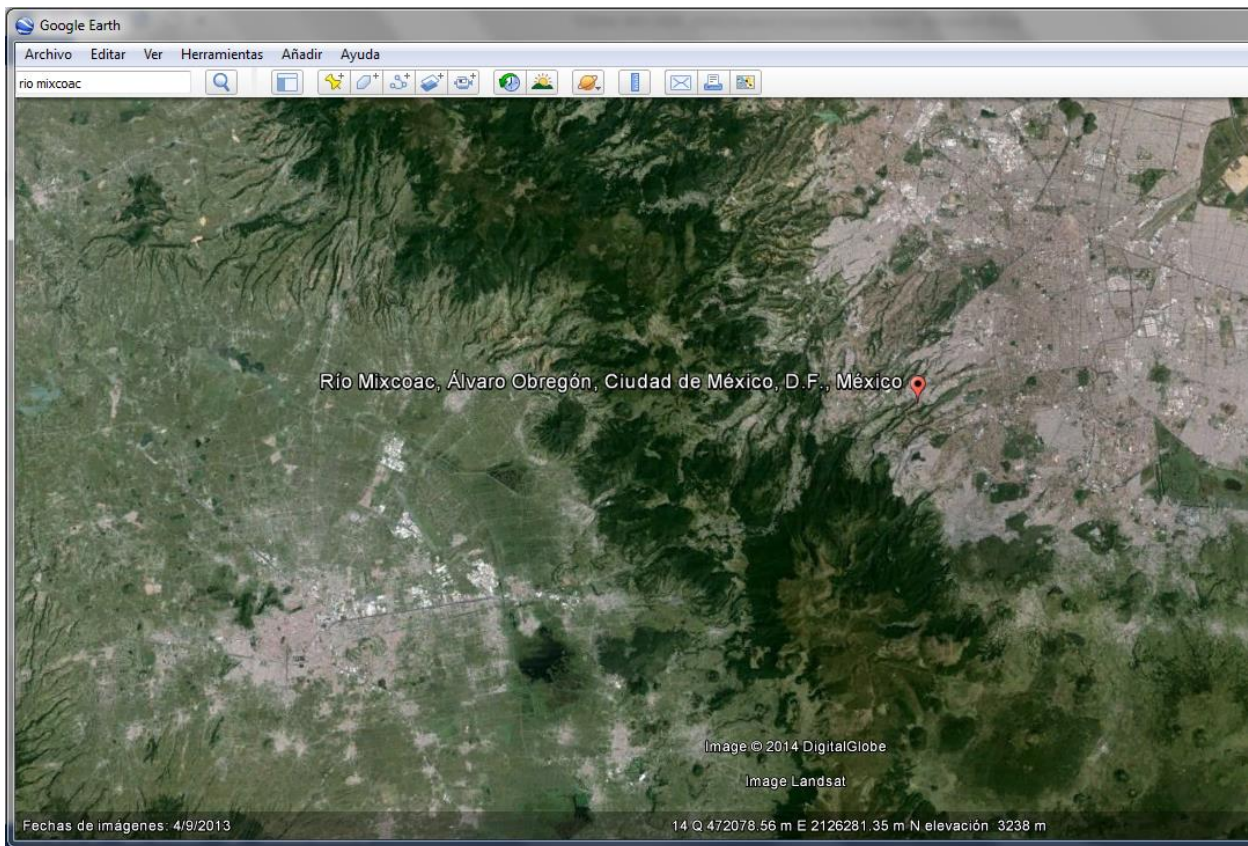 Google Earth
Archivo Editar Ver Herramientas Añadir Ayuda
rio mixcoac
Río Mixcoac, Álvaro Obregón, Ciudad de México, D.F., México
Image © 2014 DigitalGlobe
Image Landsat
Fechas de imágenes: 4/9/2013 14 Q 472078.56 m E 2126281.35 m N elevación 3238 m